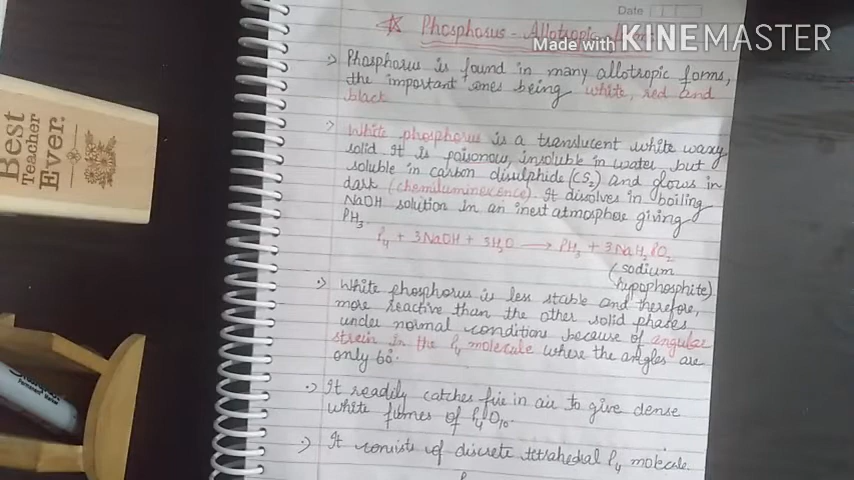 Date
☆ Phosphorus - Allotropic
Made with KINEMASTER
Phosphorus is found in many allotropic forms,
the important ones being white, red and
black
White phosphorus is a translucent white waxy
solid It is poisonous, insoluble in water but
soluble in carbon disulphide (CS2) and glows in
dark (chemiluminexcence). It dissolves in boiling
NaOH solution in an inert atmosphere giving
PH3
P4 + 3NaOH + 3H2O → PH3 + 3NaH2PO2
(sodium
hypophosphite)
White phosphorus is less stable and therefore,
more reactive than the other solid phases
under normal conditions because of angular
strain in the P4 molecule where the angles are
only 60°.
It readily catches fire in air to give dense
white fumes of P4O10.
It consists of discrete tetrahedral P4 molecule.
Best
Teacher
Ever.